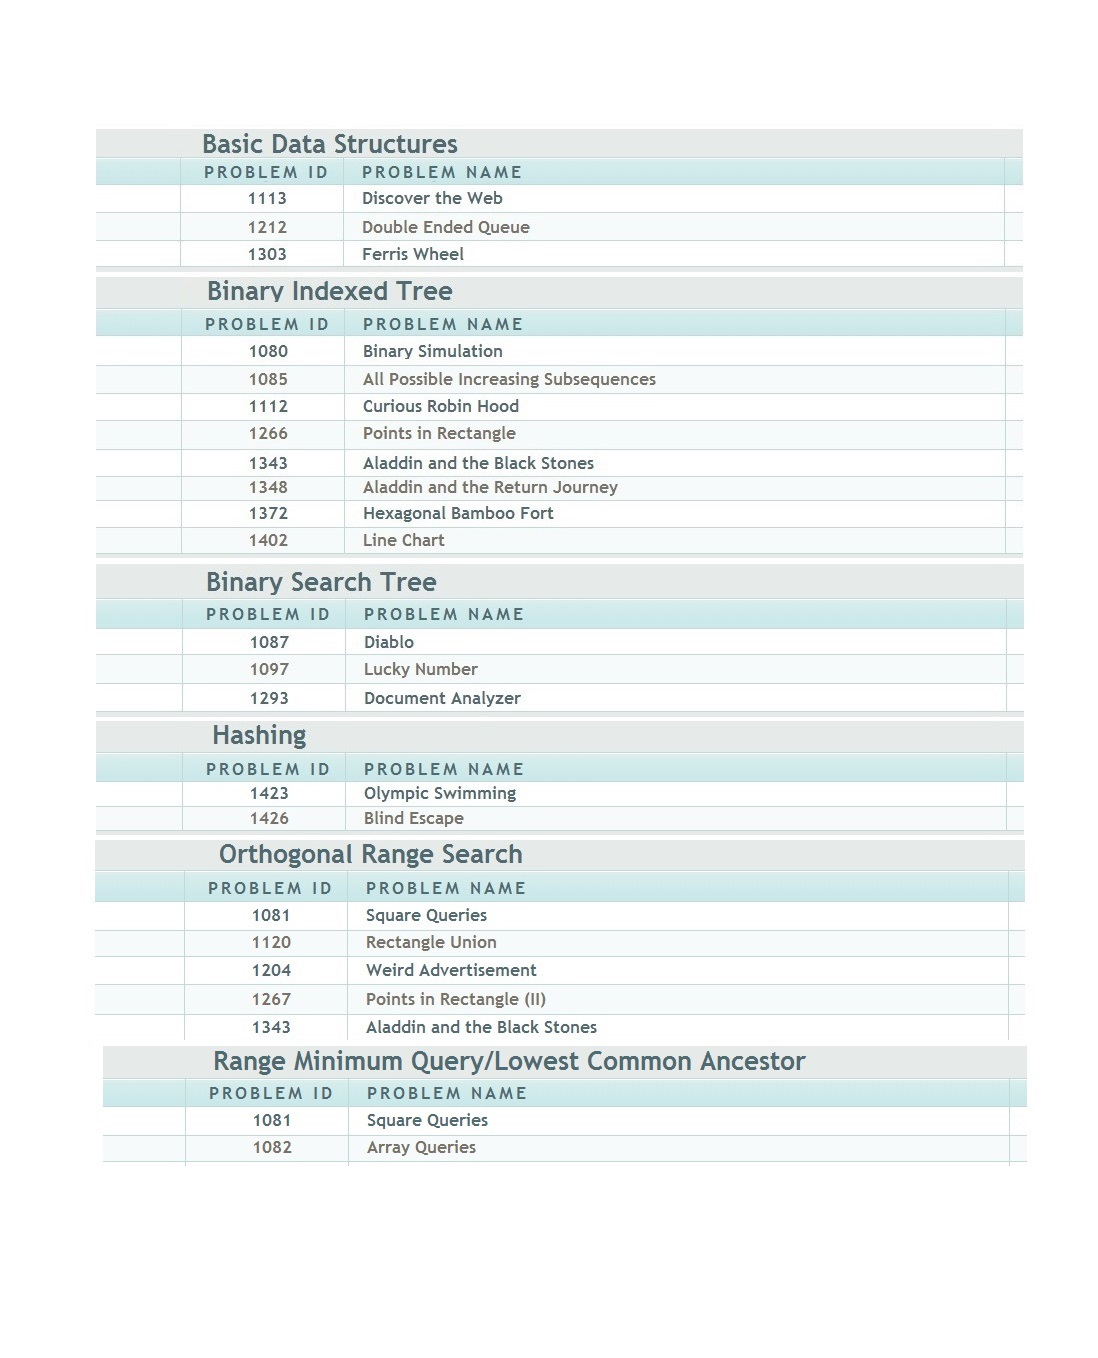 Basic Data Structures
PROBLEM ID PROBLEM NAME
1113 Discover the Web
1212 Double Ended Queue
1303 Ferris Wheel
Binary Indexed Tree
PROBLEM ID PROBLEM NAME
1080 Binary Simulation
1085 All Possible Increasing Subsequences
1112 Curious Robin Hood
1266 Points in Rectangle
1343 Aladdin and the Black Stones
1348 Aladdin and the Return Journey
1372 Hexagonal Bamboo Fort
1402 Line Chart
Binary Search Tree
PROBLEM ID PROBLEM NAME
1087 Diablo
1097 Lucky Number
1293 Document Analyzer
Hashing
PROBLEM ID PROBLEM NAME
1423 Olympic Swimming
1426 Blind Escape
Orthogonal Range Search
PROBLEM ID PROBLEM NAME
1081 Square Queries
1120 Rectangle Union
1204 Weird Advertisement
1267 Points in Rectangle (II)
1343 Aladdin and the Black Stones
Range Minimum Query/Lowest Common Ancestor
PROBLEM ID PROBLEM NAME
1081 Square Queries
1082 Array Queries